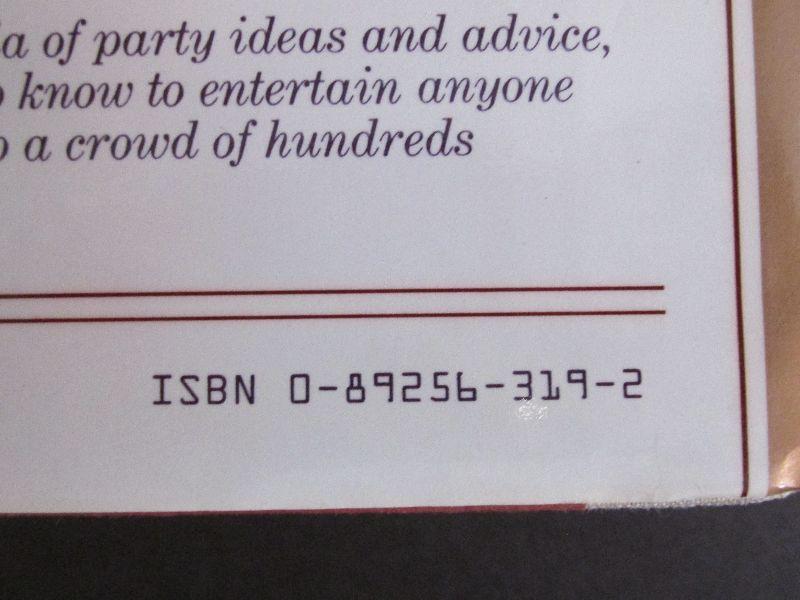 of party ideas and advice,
know to entertain anyone
a crowd of hundreds
ISBN 0-89256-319-2